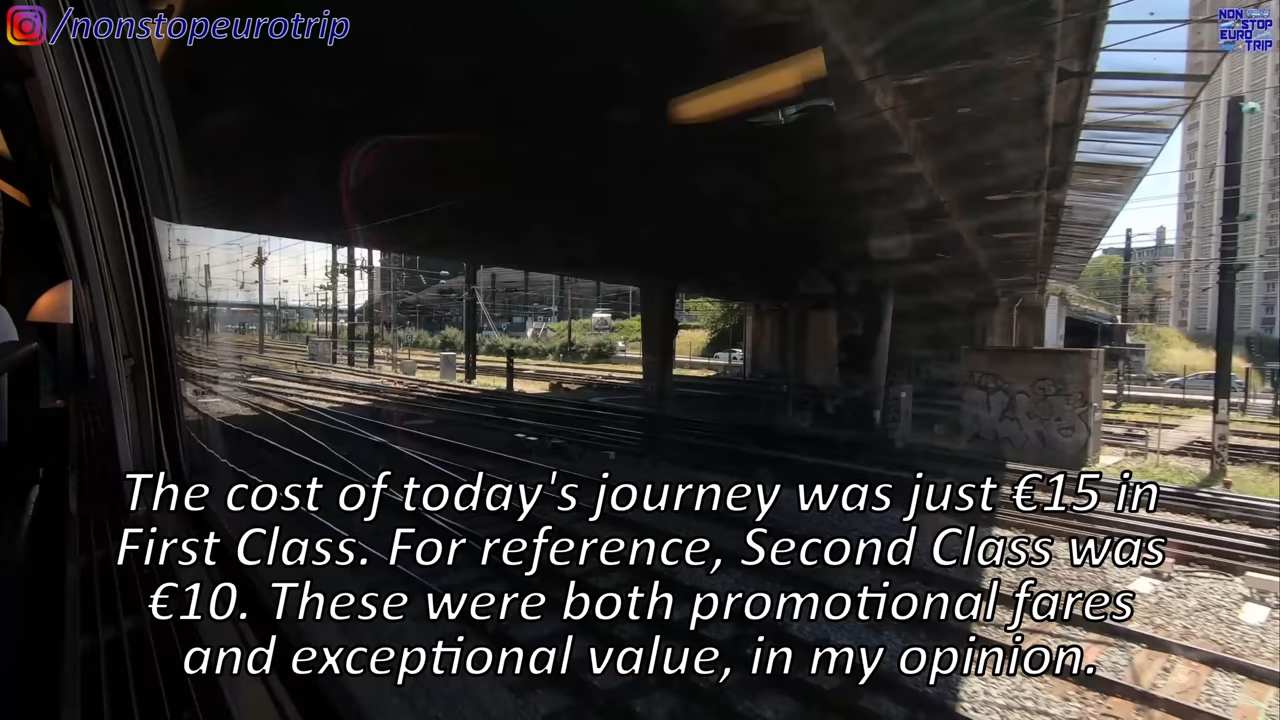 /nonstopeurotrip
NON
STOP
EURO
TRIP
The cost of today's journey was just €15 in
First Class. For reference, Second Class was
€10. These were both promotional fares
and exceptional value, in my opinion.